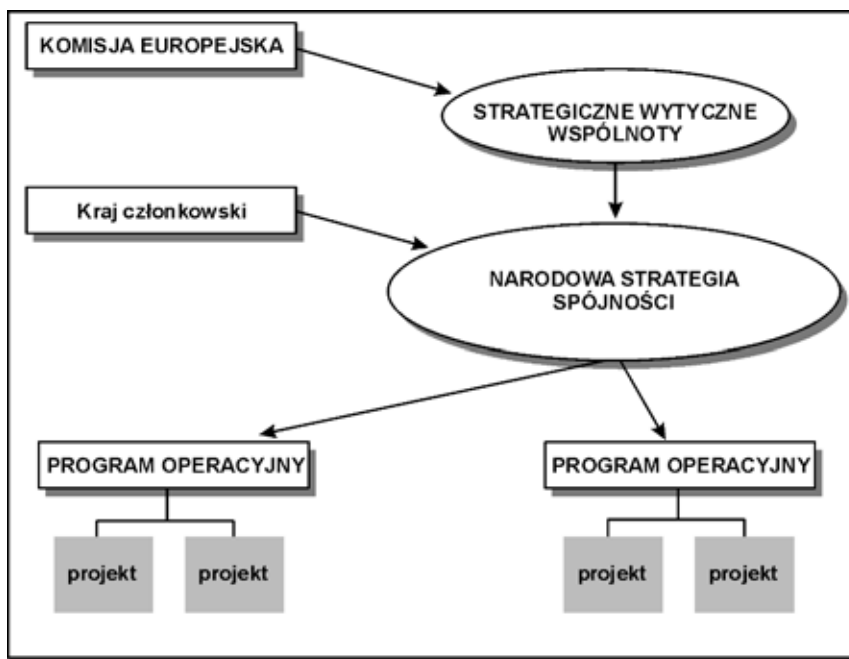 KOMISJA EUROPEJSKA
STRATEGICZNE WYTYCZNE
WSPÓLNOTY
Kraj członkowski
NARODOWA STRATEGIA
SPÓJNOŚCI
PROGRAM OPERACYJNY
PROGRAM OPERACYJNY
projekt
projekt
projekt
projekt